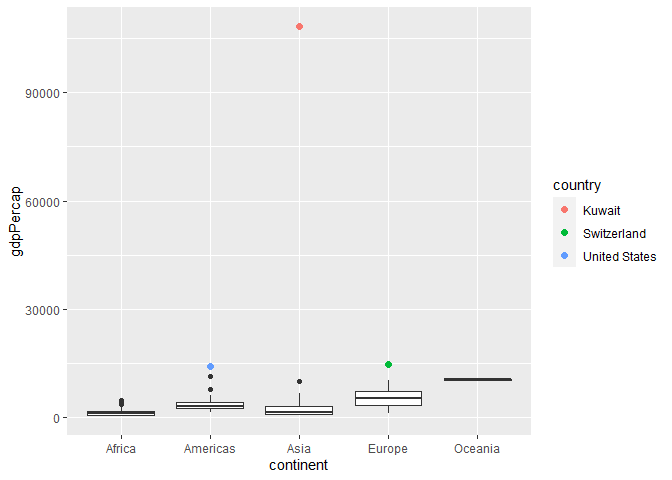 90000
60000
30000
0
gdpPercap
Africa
Americas
Asia
Europe
Oceania
continent
country
Kuwait
Switzerland
United States